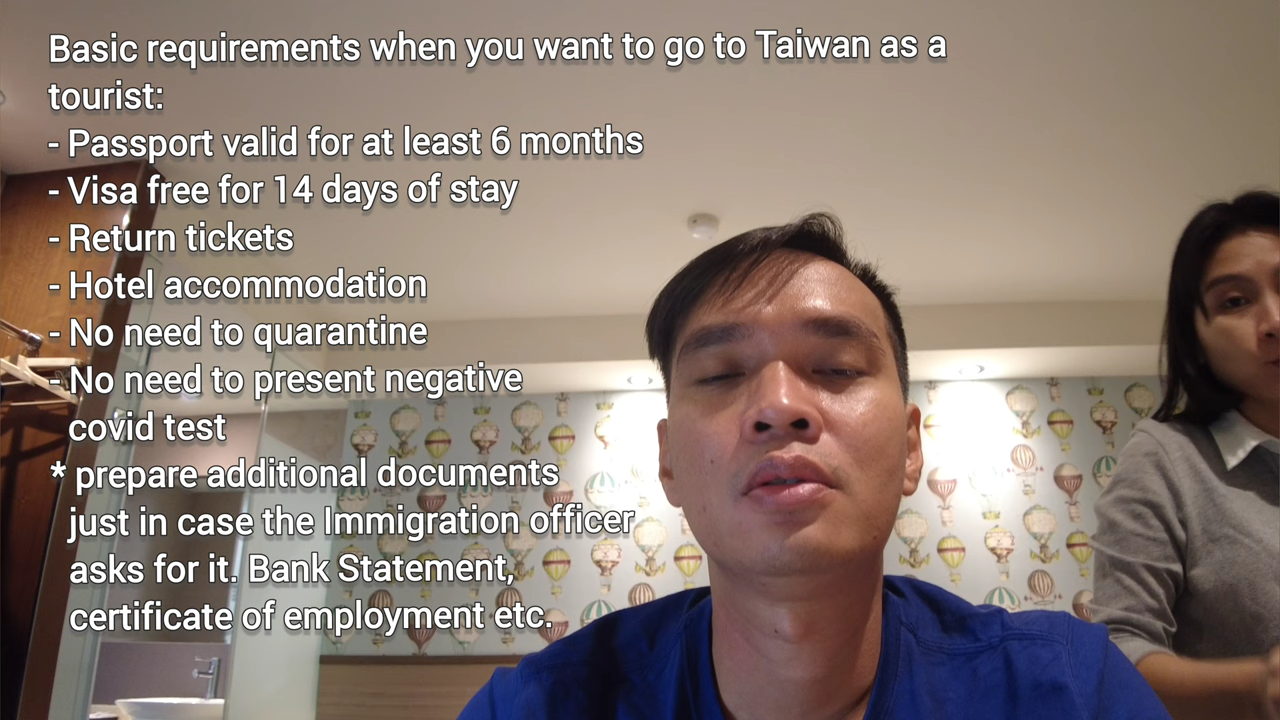 Basic requirements when you want to go to Taiwan as a
tourist:
- Passport valid for at least 6 months
- Visa free for 14 days of stay
- Return tickets
- Hotel accommodation
- No need to quarantine
- No need to present negative
covid test
* prepare additional documents
just in case the Immigration officer
asks for it. Bank Statement,
certificate of employment etc.